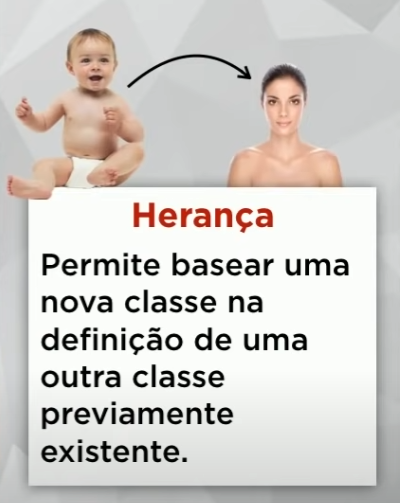 Herança
Permite basear uma
nova classe na
definição de uma
outra classe
previamente
existente.